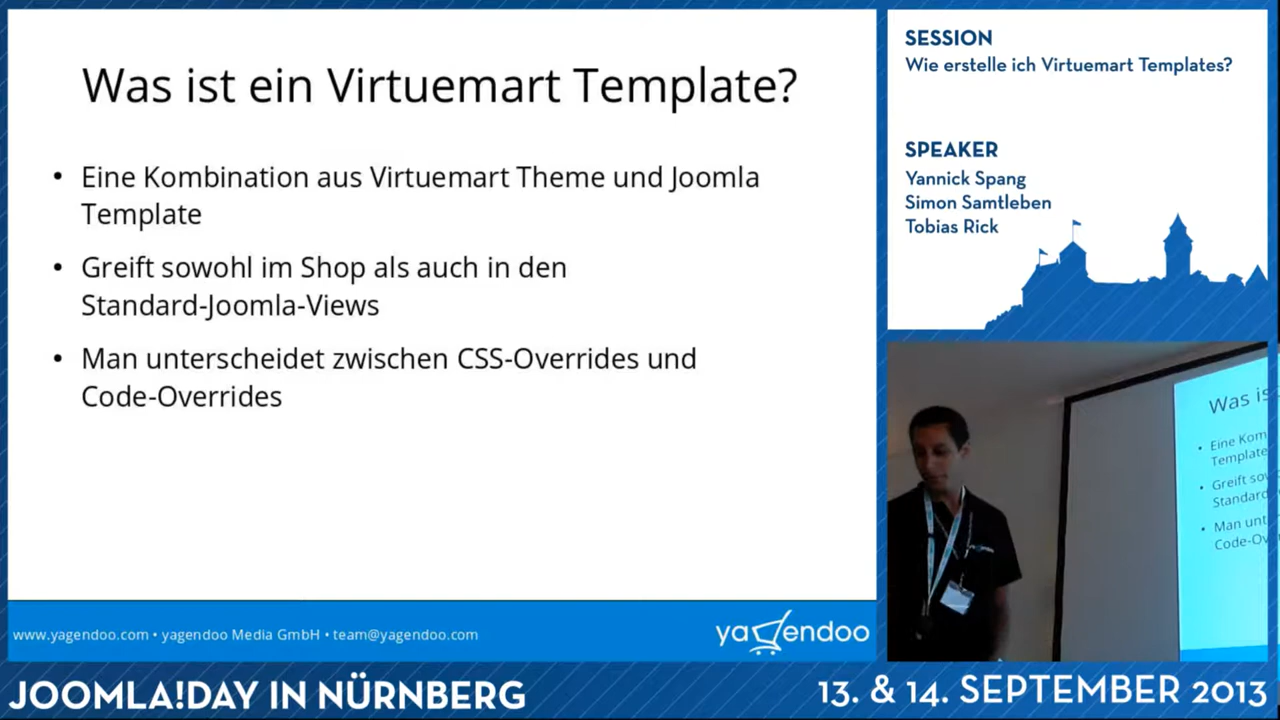 Was ist ein Virtuemart Template?
• Eine Kombination aus Virtuemart Theme und Joomla
Template
• Greift sowohl im Shop als auch in den
Standard-Joomla-Views
• Man unterscheidet zwischen CSS-Overrides und
Code-Overrides
www.yagendoo.com • yagendoo Media GmbH • team@yagendoo.com
yagendoo
SESSION
Wie erstelle ich Virtuemart Templates?
SPEAKER
Yannick Spang
Simon Samtleben
Tobias Rick
Was is
• Eine Kom
Template
• Greift sow
Standard
• Man unt
Code-Ov
JOOMLA!DAY IN NÜRNBERG
13. & 14. SEPTEMBER 2013